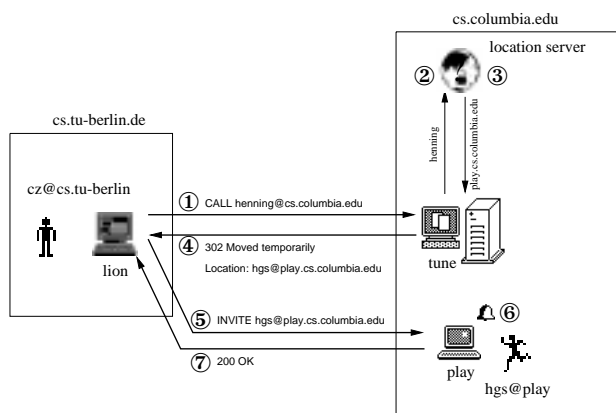 cs.columbia.edu
location server
② ③
henning
play.cs.columbia.edu
cs.tu-berlin.de
cz@cs.tu-berlin
lion
① CALL henning@cs.columbia.edu
④ 302 Moved temporarily
Location: hgs@play.cs.columbia.edu
tune
⑤ INVITE hgs@play.cs.columbia.edu
⑥
⑦ 200 OK
play
hgs@play